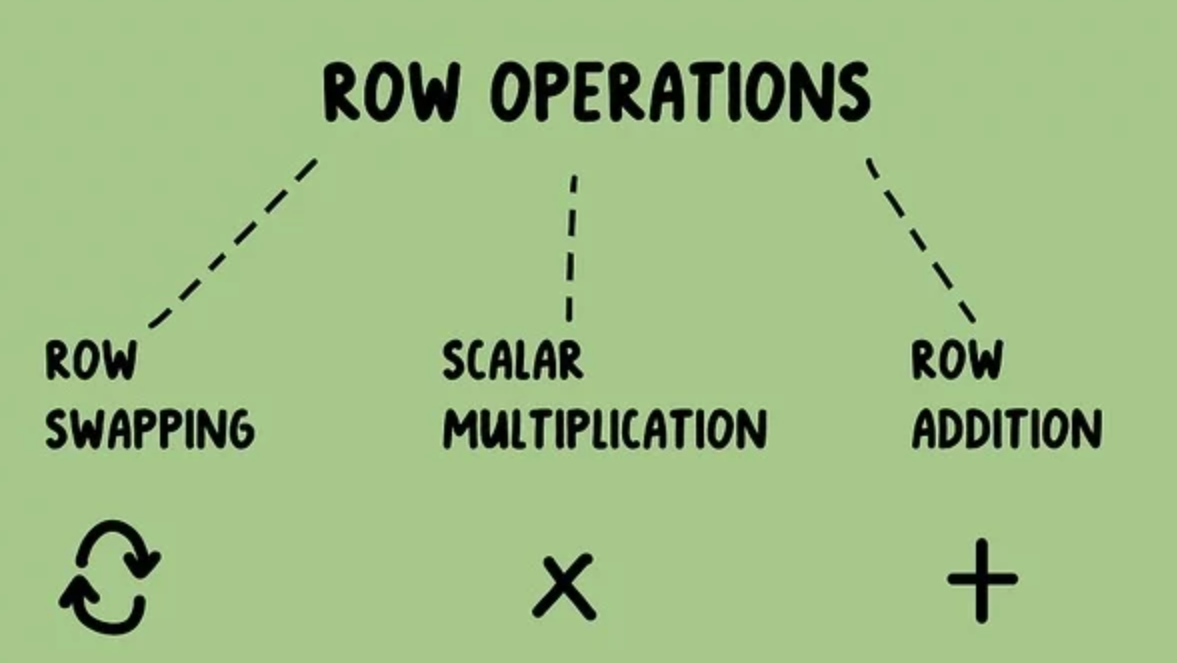 ROW OPERATIONS
ROW
SWAPPING
SCALAR
MULTIPLICATION
ROW
ADDITION